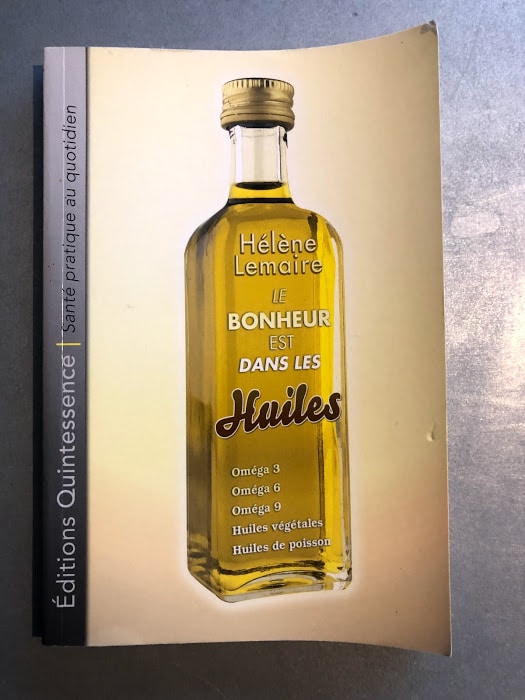 Éditions Quintessence | Santé pratique au quotidien
Hélène
Lemaire
LE
BONHEUR
EST
DANS LES
Huiles
Oméga 3
Oméga 6
Oméga 9
Huiles végétales
Huiles de poisson